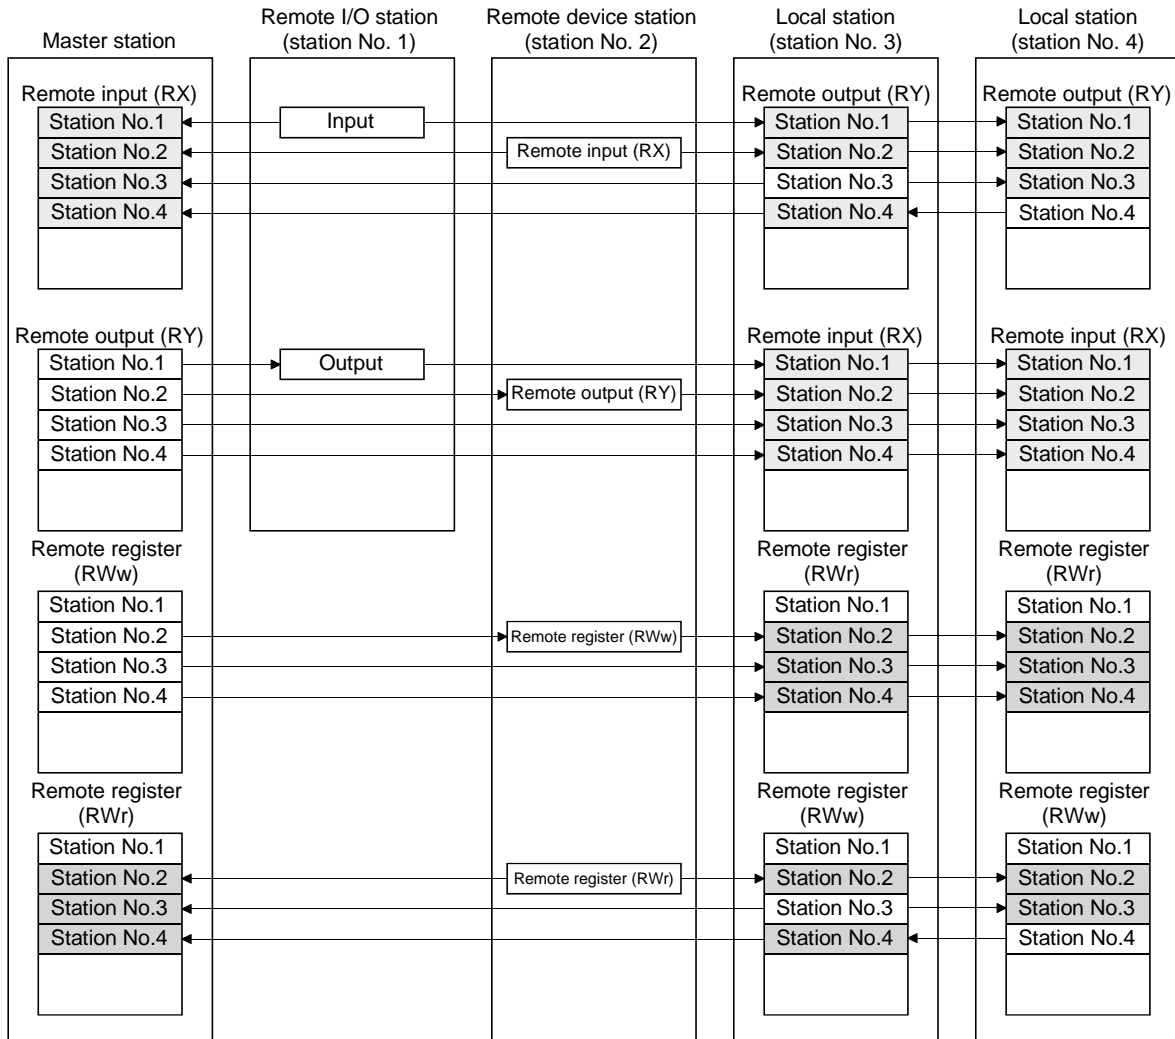 Master station
Remote I/O station
(station No. 1)
Remote device station
(station No. 2)
Local station
(station No. 3)
Local station
(station No. 4)
Remote input (RX)
Station No.1
Station No.2
Station No.3
Station No.4
Input
Remote input (RX)
Remote output (RY)
Station No.1
Station No.2
Station No.3
Station No.4
Remote output (RY)
Station No.1
Station No.2
Station No.3
Station No.4
Remote output (RY)
Station No.1
Station No.2
Station No.3
Station No.4
Output
Remote output (RY)
Remote input (RX)
Station No.1
Station No.2
Station No.3
Station No.4
Remote input (RX)
Station No.1
Station No.2
Station No.3
Station No.4
Remote register
(RWw)
Station No.1
Station No.2
Station No.3
Station No.4
Remote register (RWw)
Remote register
(RWr)
Station No.1
Station No.2
Station No.3
Station No.4
Remote register
(RWr)
Station No.1
Station No.2
Station No.3
Station No.4
Remote register
(RWr)
Station No.1
Station No.2
Station No.3
Station No.4
Remote register (RWr)
Remote register
(RWw)
Station No.1
Station No.2
Station No.3
Station No.4
Remote register
(RWw)
Station No.1
Station No.2
Station No.3
Station No.4